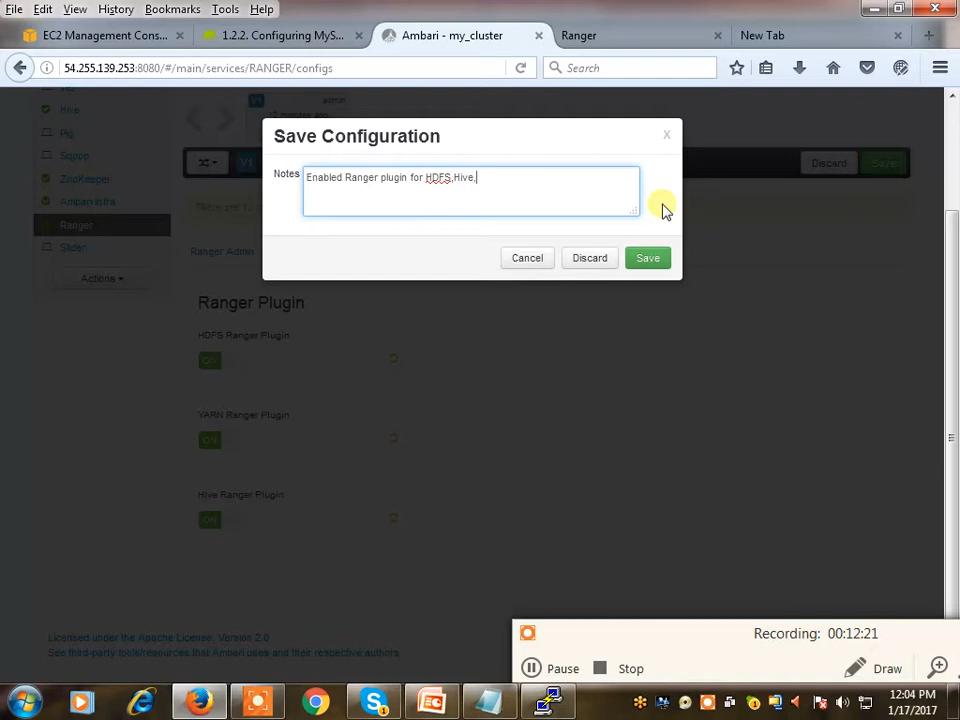 File Edit View History Bookmarks Tools Help
EC2 Management Cons... × 1.2.2. Configuring MyS... × Ambari - my_cluster × Ranger × New Tab × +
54.255.139.253:8080/#/main/services/RANGER/configs Search
Hive
Pig
Sqoop
ZooKeeper
Ambari Infra
Ranger
Slider
Actions
V1 admin
2 minutes ago
V1 Discard Save
Ranger Admin
Save Configuration x
Notes Enabled Ranger plugin for HDFS,Hive,
Cancel Discard Save
Ranger Plugin
HDFS Ranger Plugin
ON
YARN Ranger Plugin
ON
Hive Ranger Plugin
ON
Licensed under the Apache License, Version 2.0
See third-party tools/resources that Ambari uses and their respective authors
Recording: 00:12:21
Pause Stop Draw
12:04 PM
1/17/2017